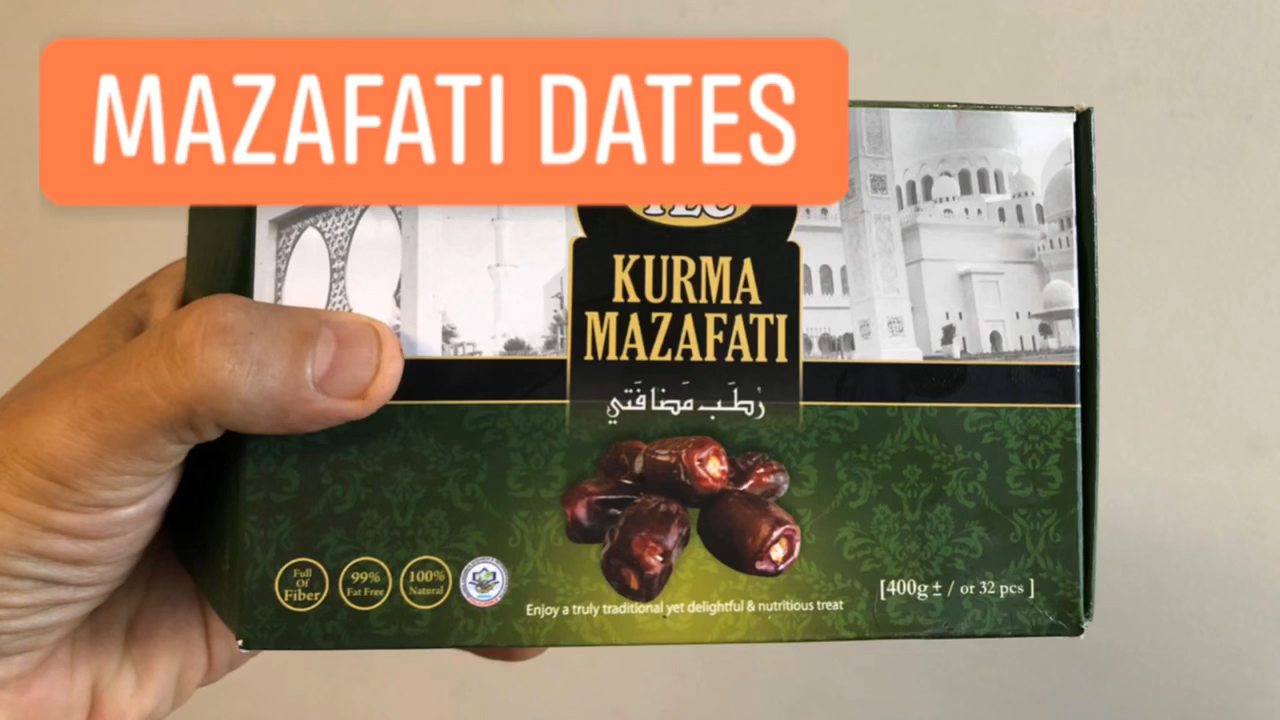 MAZAFATI DATES
KURMA
MAZAFATI
رُطَب مَضافَتي
Full
Of
Fiber
99%
Fat Free
100%
Natural
Enjoy a truly traditional yet delightful & nutritious treat
[400g ± / or 32 pcs ]